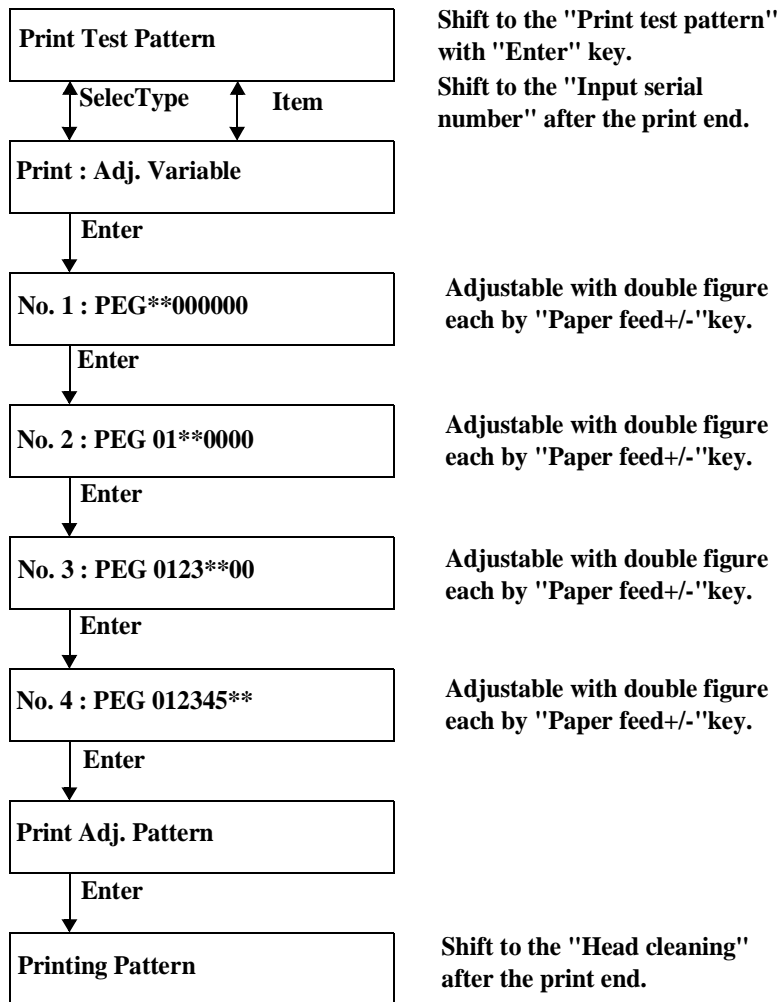 Print Test Pattern
Shift to the "Print test pattern"
with "Enter" key.
Shift to the "Input serial
number" after the print end.
SelecType
Item
Print : Adj. Variable
Enter
No. 1 : PEG**000000
Adjustable with double figure
each by "Paper feed+/-"key.
Enter
No. 2 : PEG 01**0000
Adjustable with double figure
each by "Paper feed+/-"key.
Enter
No. 3 : PEG 0123**00
Adjustable with double figure
each by "Paper feed+/-"key.
Enter
No. 4 : PEG 012345**
Adjustable with double figure
each by "Paper feed+/-"key.
Enter
Print Adj. Pattern
Enter
Printing Pattern
Shift to the "Head cleaning"
after the print end.